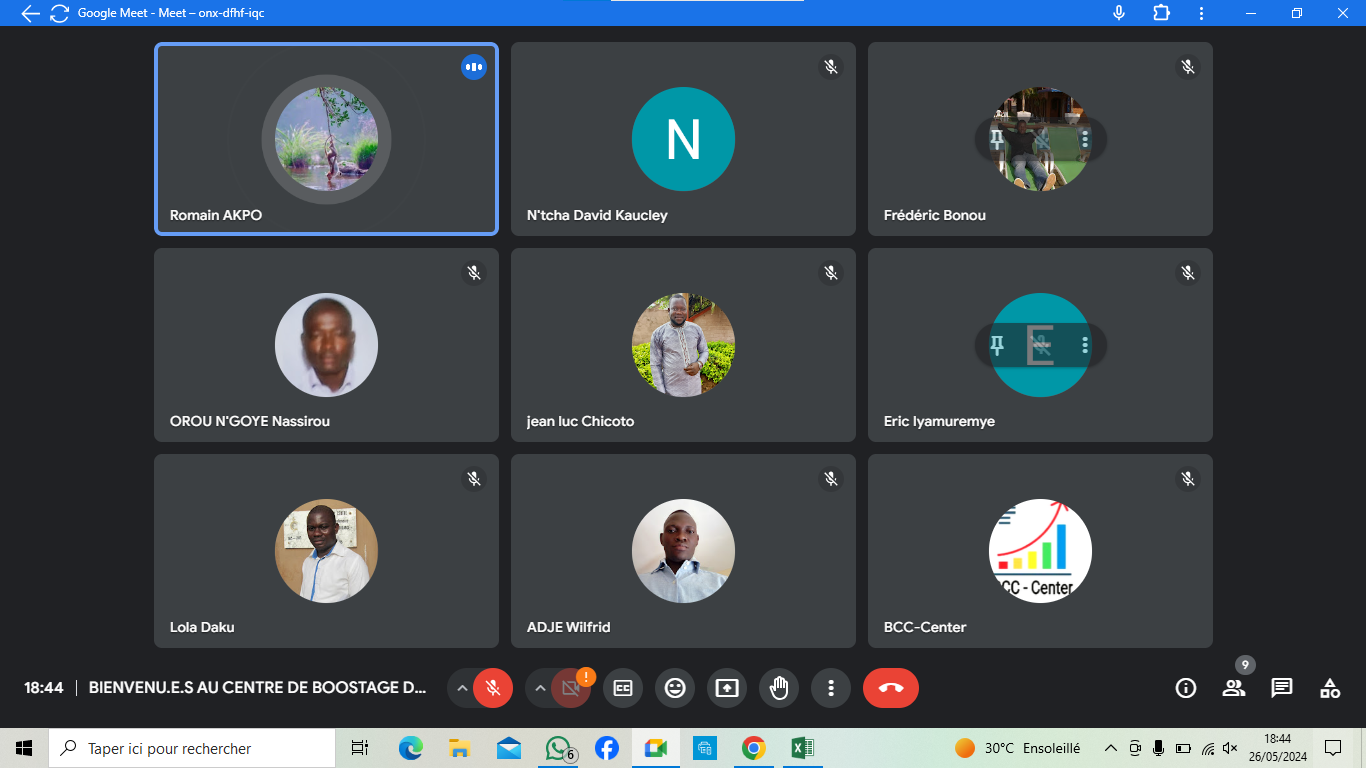 Google Meet - Meet – onx-dfhf-iqc
Romain AKPO
N
N'tcha David Kaucley
Frédéric Bonou
OROU N'GOYE Nassirou
jean luc Chicoto
E
Eric Iyamuremye
Lola Daku
ADJE Wilfrid
CC - Center
BCC-Center
9
18:44 | BIENVENU.E.S AU CENTRE DE BOOSTAGE D...
!
CC
Taper ici pour rechercher
6
30°C Ensoleillé
18:44
26/05/2024